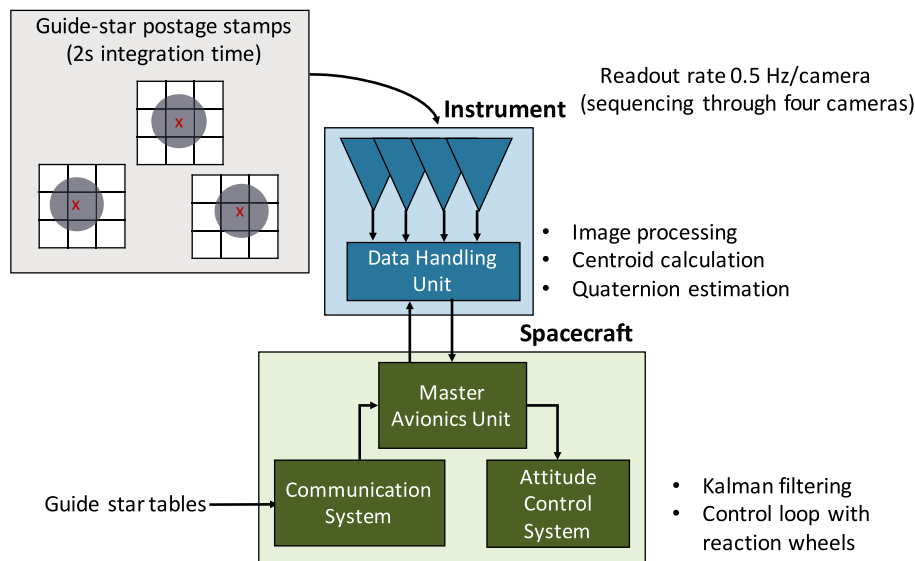 Guide-star postage stamps
(2s integration time)
x
x
x
Readout rate 0.5 Hz/camera
(sequencing through four cameras)
Instrument
Data Handling
Unit
• Image processing
• Centroid calculation
• Quaternion estimation
Spacecraft
Master
Avionics Unit
Guide star tables
Communication
System
Attitude
Control
System
• Kalman filtering
• Control loop with
reaction wheels